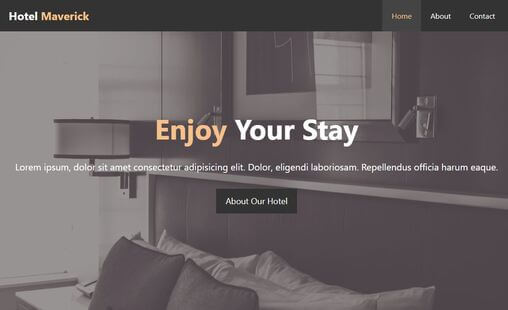 Hotel Maverick
Home About Contact
Enjoy Your Stay
Lorem ipsum, dolor sit amet consectetur adipisicing elit. Dolor, eligendi laboriosam. Repellendus officia harum eaque.
About Our Hotel